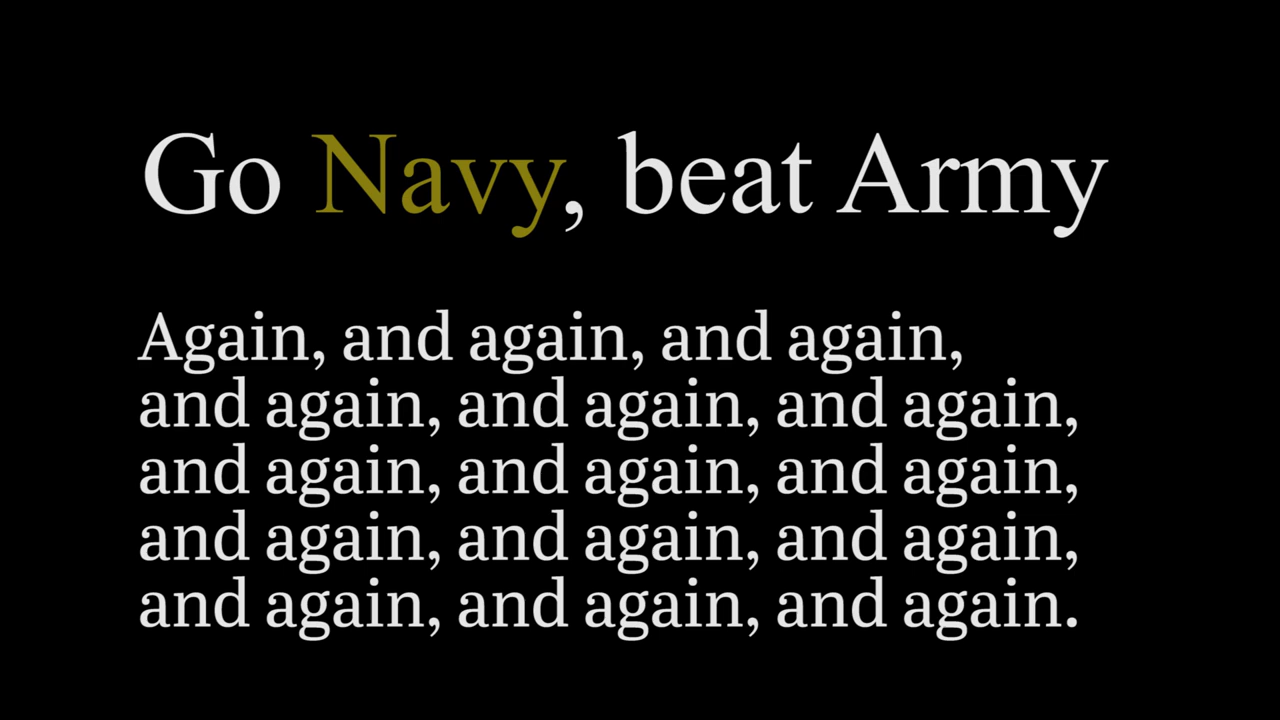 Go Navy, beat Army
Again, and again, and again,
and again, and again, and again,
and again, and again, and again,
and again, and again, and again,
and again, and again, and again.